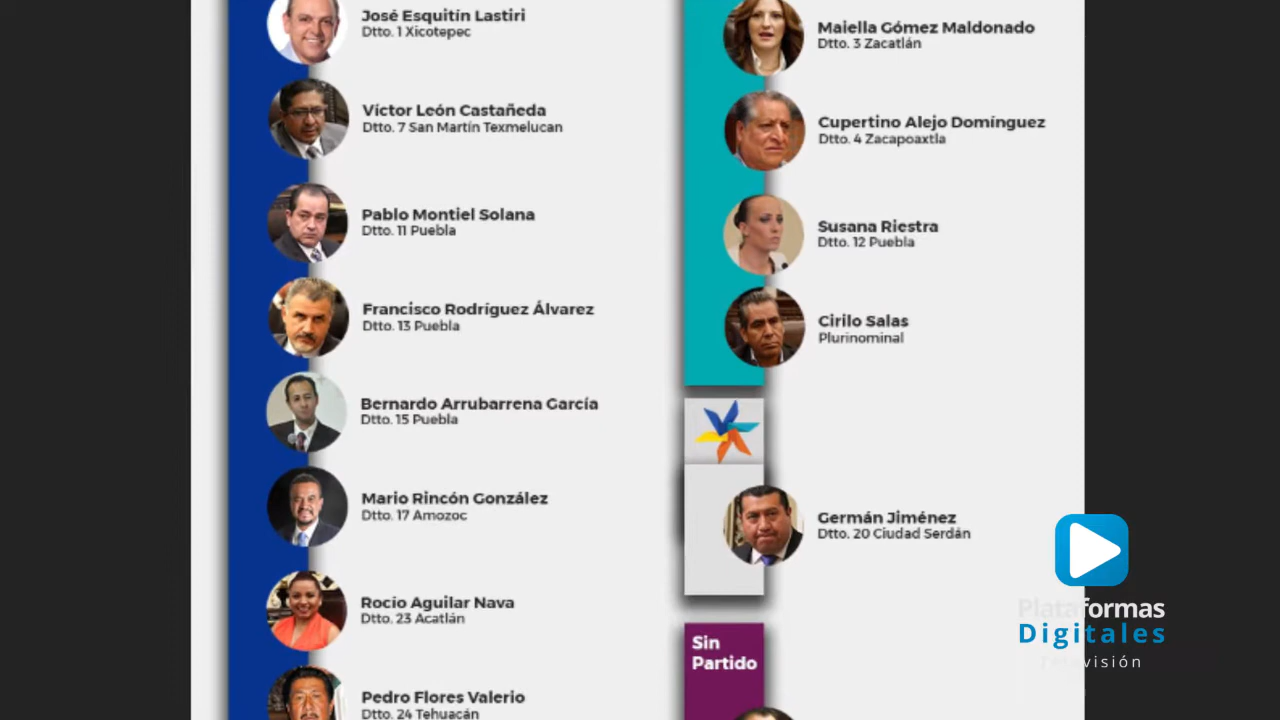 José Esquitín Lastiri
Dtto. 1 Xicotepec
Víctor León Castañeda
Dtto. 7 San Martín Texmelucan
Pablo Montiel Solana
Dtto. 11 Puebla
Francisco Rodríguez Álvarez
Dtto. 13 Puebla
Bernardo Arrubarrena García
Dtto. 15 Puebla
Mario Rincón González
Dtto. 17 Amozoc
Rocío Aguilar Nava
Dtto. 23 Acatlán
Pedro Flores Valerio
Dtto. 24 Tehuacán
Maiella Gómez Maldonado
Dtto. 3 Zacatlán
Cupertino Alejo Domínguez
Dtto. 4 Zacapoaxtla
Susana Riestra
Dtto. 12 Puebla
Cirilo Salas
Plurinominal
Germán Jiménez
Dtto. 20 Ciudad Serdán
Sin
Partido
Plataformas
Digitales
Televisión